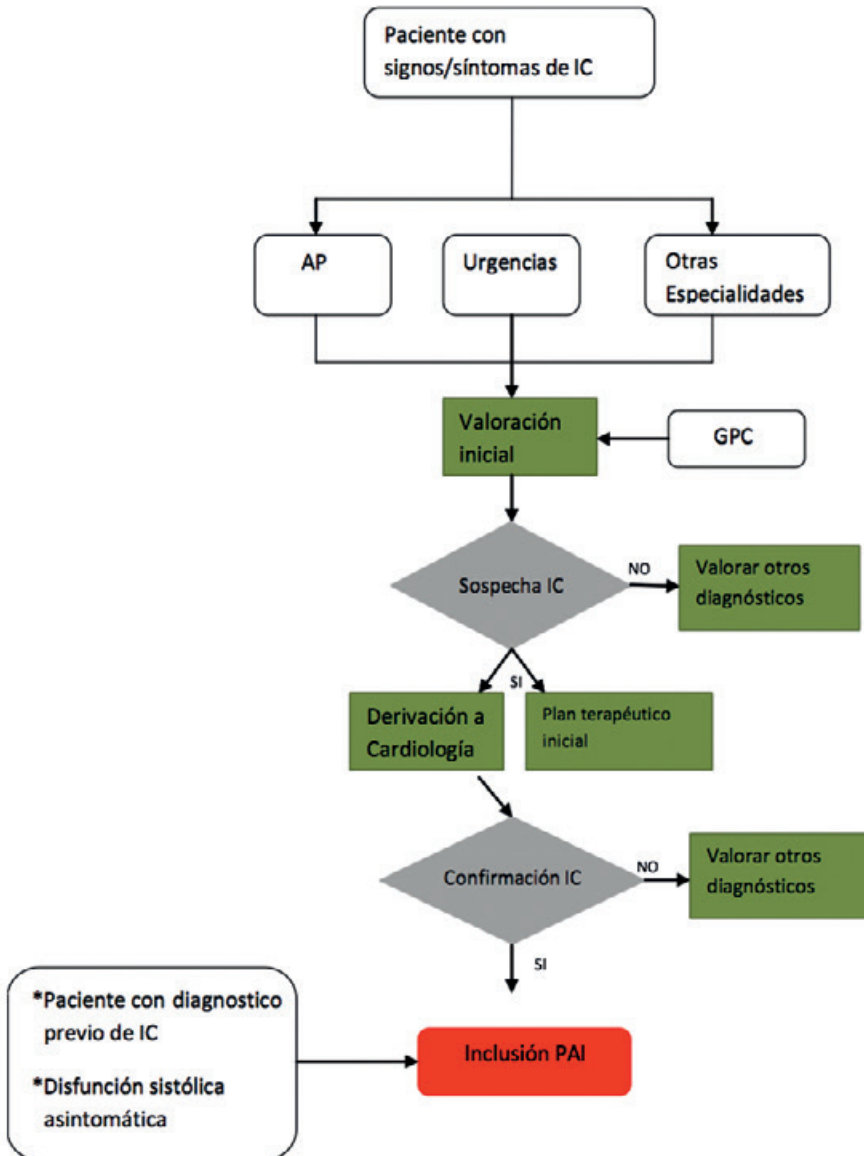 Paciente con
signos/síntomas de IC
AP
Urgencias
Otras
Especialidades
Valoración
inicial
GPC
Sospecha IC
NO
Valorar otros
diagnósticos
SI
Derivación a
Cardiología
Plan terapéutico
inicial
Confirmación IC
NO
Valorar otros
diagnósticos
SI
*Paciente con diagnostico
previo de IC
*Disfunción sistólica
asintomática
Inclusión PAI